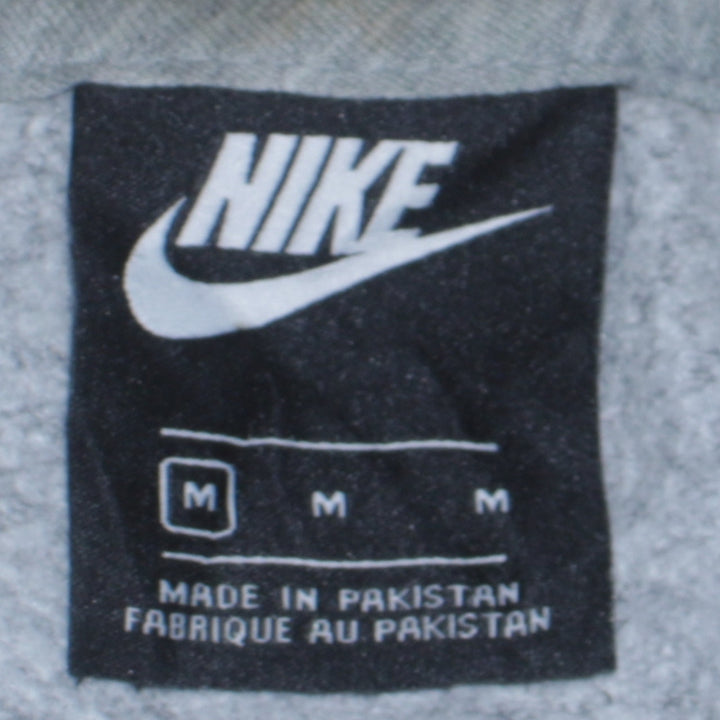 NIKE
M M M
MADE IN PAKISTAN
FABRIQUE AU PAKISTAN